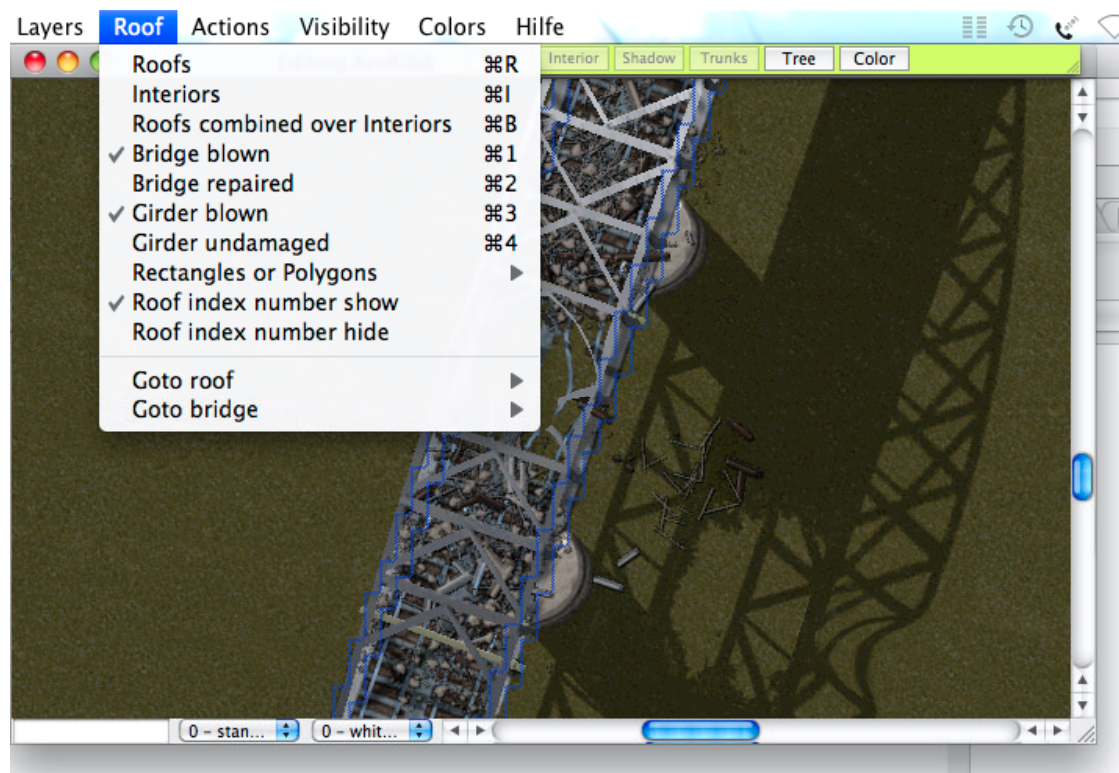 Layers Roof Actions Visibility Colors Hilfe
Interior Shadow Trunks Tree Color
Roofs ⌘R
Interiors ⌘I
Roofs combined over Interiors ⌘B
✓ Bridge blown ⌘1
Bridge repaired ⌘2
✓ Girder blown ⌘3
Girder undamaged ⌘4
Rectangles or Polygons ▶
✓ Roof index number show
Roof index number hide
Goto roof ▶
Goto bridge ▶
0 – stan... 0 – whit...